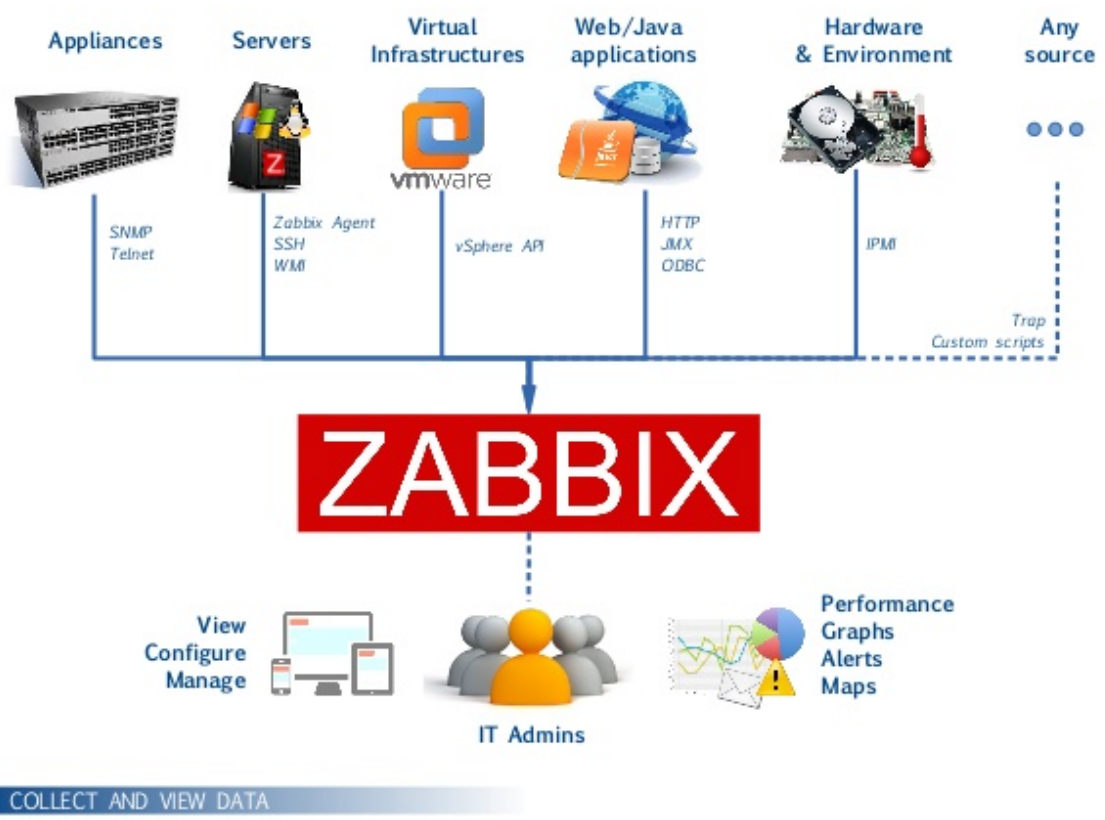 Appliances
Servers
Virtual
Infrastructures
Web/Java
applications
Hardware
& Environment
Any
source
Z
Java
vmware
SNMP
Telnet
Zabbix Agent
SSH
WMI
vSphere API
HTTP
JMX
ODBC
IPMI
Trap
Custom scripts
ZABBIX
View
Configure
Manage
IT Admins
!
Performance
Graphs
Alerts
Maps
COLLECT AND VIEW DATA